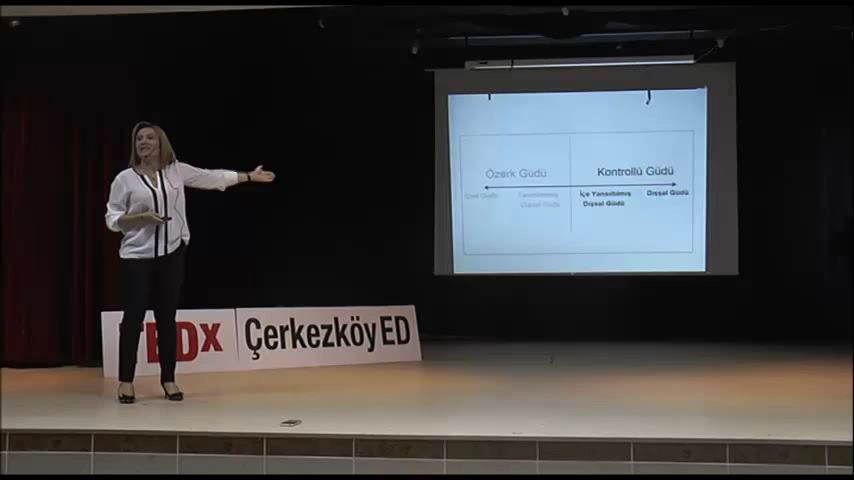 Özerk Güdü
Kontrollü Güdü
İçe Yansıtılmış
Dışsal Güdü
Dışsal Güdü
TEDx
ÇerkezköyED